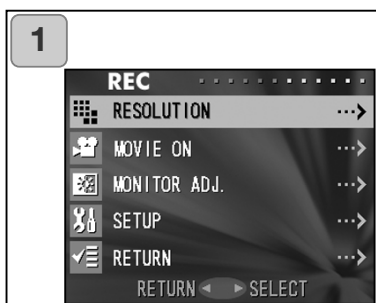 1
REC
RESOLUTION
MOVIE ON
MONITOR ADJ.
SETUP
RETURN
RETURN SELECT